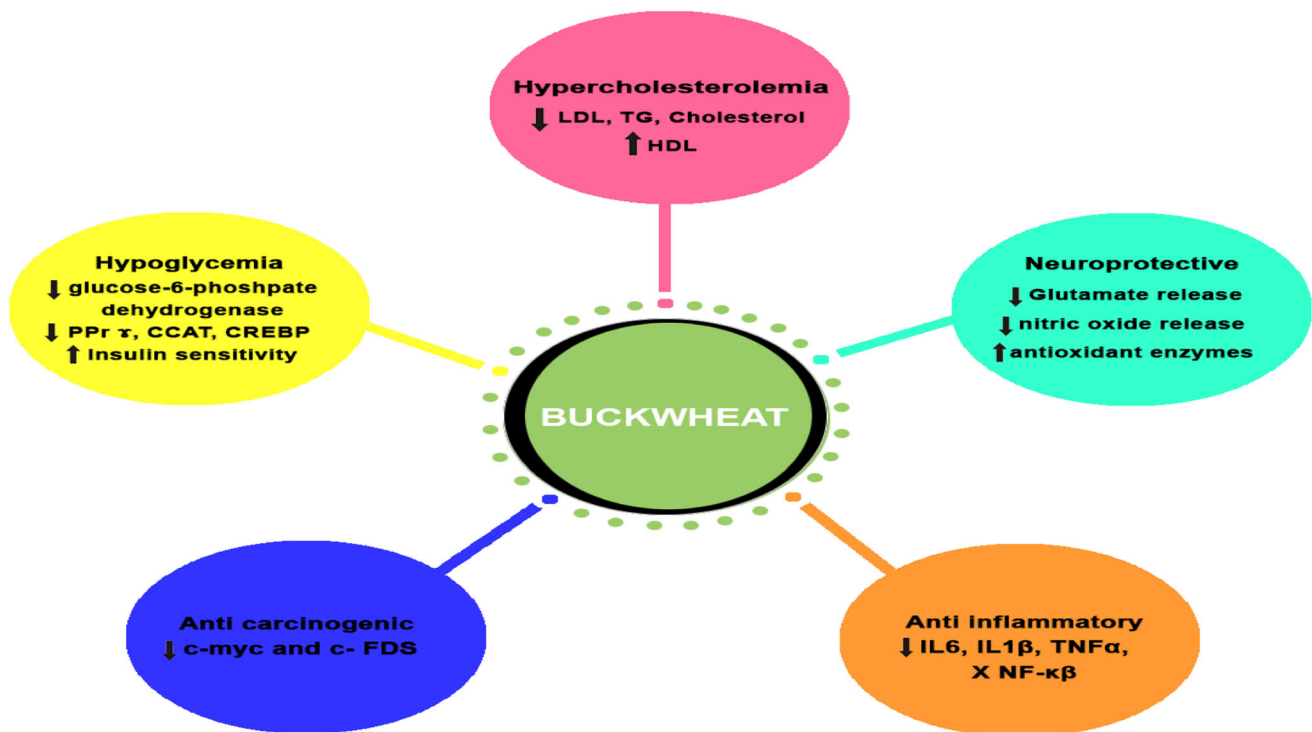 Hypercholesterolemia
↓ LDL, TG, Cholesterol
↑ HDL
Hypoglycemia
↓ glucose-6-phoshpate
dehydrogenase
↓ PPr ɤ, CCAT, CREBP
↑ Insulin sensitivity
Neuroprotective
↓ Glutamate release
↓ nitric oxide release
↑ antioxidant enzymes
BUCKWHEAT
Anti carcinogenic
↓ c-myc and c- FDS
Anti inflammatory
↓ IL6, IL1β, TNFα,
X NF-κβ